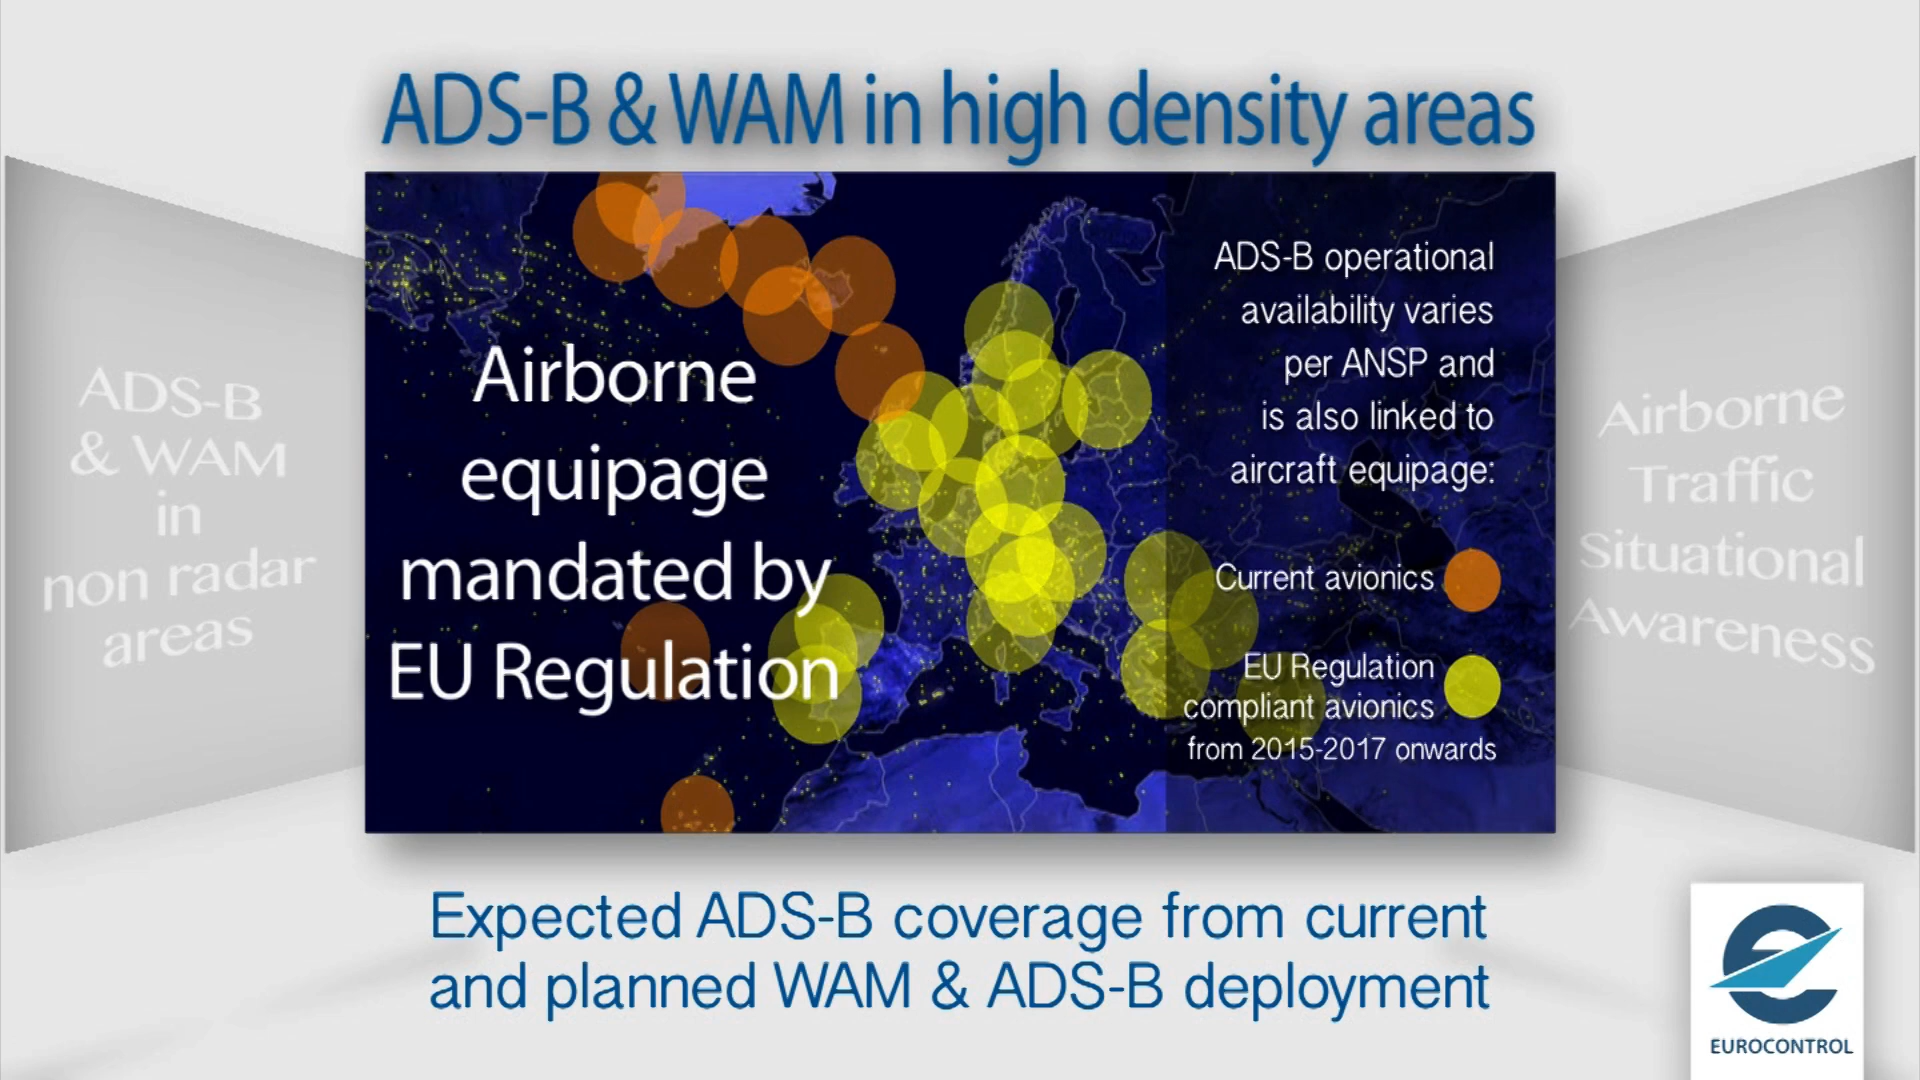 ADS-B & WAM in high density areas
ADS-B
& WAM
in
non radar
areas
Airborne
equipage
mandated by
EU Regulation
ADS-B operational
availability varies
per ANSP and
is also linked to
aircraft equipage:
Current avionics
EU Regulation
compliant avionics
from 2015-2017 onwards
Airborne
Traffic
Situational
Awareness
Expected ADS-B coverage from current
and planned WAM & ADS-B deployment
EUROCONTROL